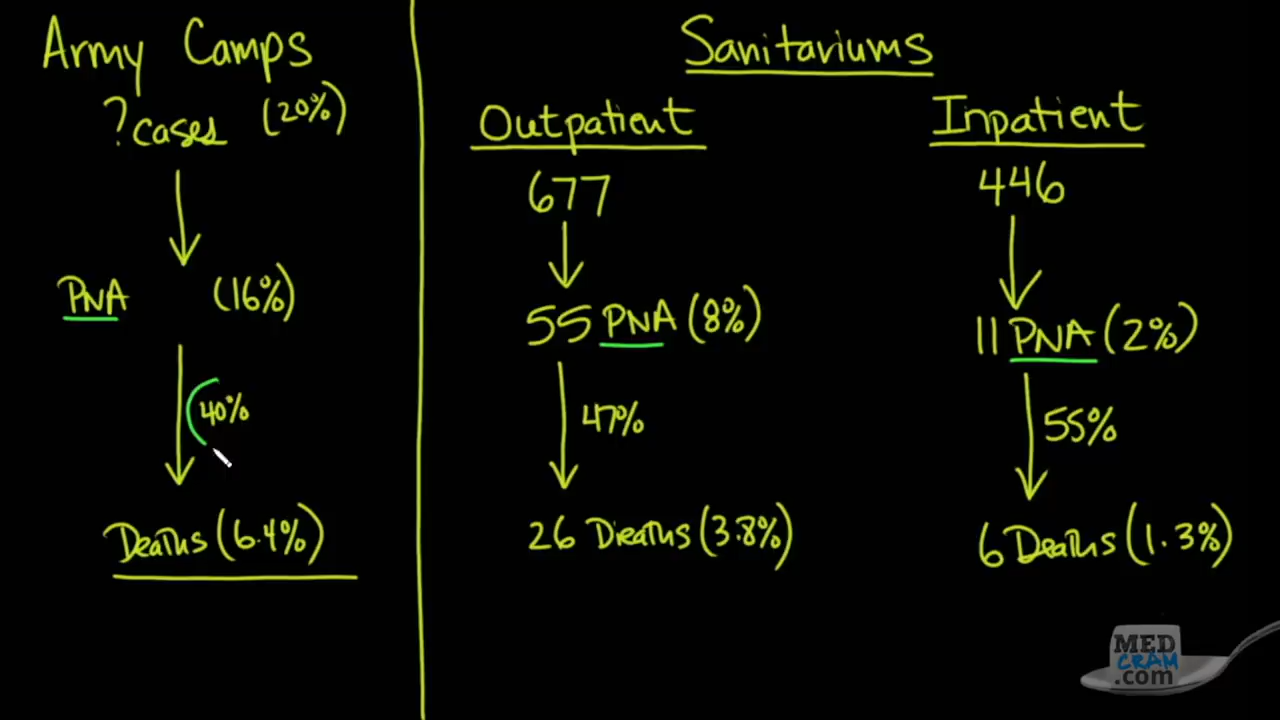 Army Camps
?cases (20%)
PNA (16%)
40%
Deaths (6.4%)
Sanitariums
Outpatient
677
55 PNA (8%)
47%
26 Dieaths (3.8%)
Inpatient
446
11 PNA (2%)
55%
6 Deaths (1.3%)
MED
CRAM
.com